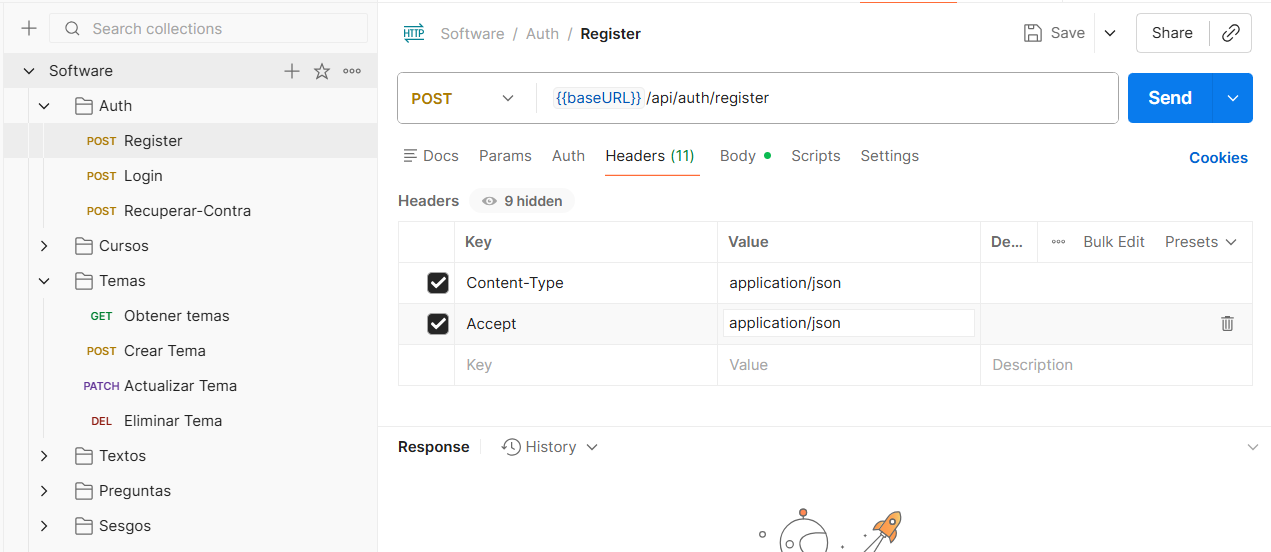 Search collections
Software
Auth
POST Register
POST Login
POST Recuperar-Contra
Cursos
Temas
GET Obtener temas
POST Crear Tema
PATCH Actualizar Tema
DEL Eliminar Tema
Textos
Preguntas
Sesgos
HTTP Software / Auth / Register
Save
Share
POST {{baseURL}} /api/auth/register
Send
Docs Params Auth Headers (11) Body Scripts Settings
Cookies
Headers 9 hidden
Key Value De... Bulk Edit Presets
Content-Type application/json
Accept application/json
Key Value Description
Response History